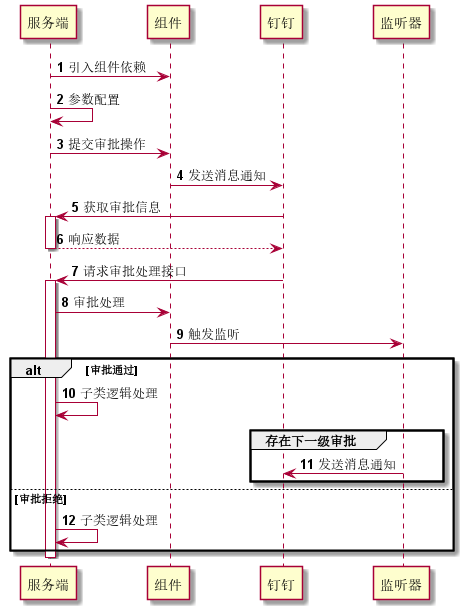 服务端 组件 钉钉 监听器
1 引入组件依赖
2 参数配置
3 提交审批操作
4 发送消息通知
5 获取审批信息
6 响应数据
7 请求审批处理接口
8 审批处理
9 触发监听
alt [审批通过]
10 子类逻辑处理
存在下一级审批
11 发送消息通知
[审批拒绝]
12 子类逻辑处理
服务端 组件 钉钉 监听器